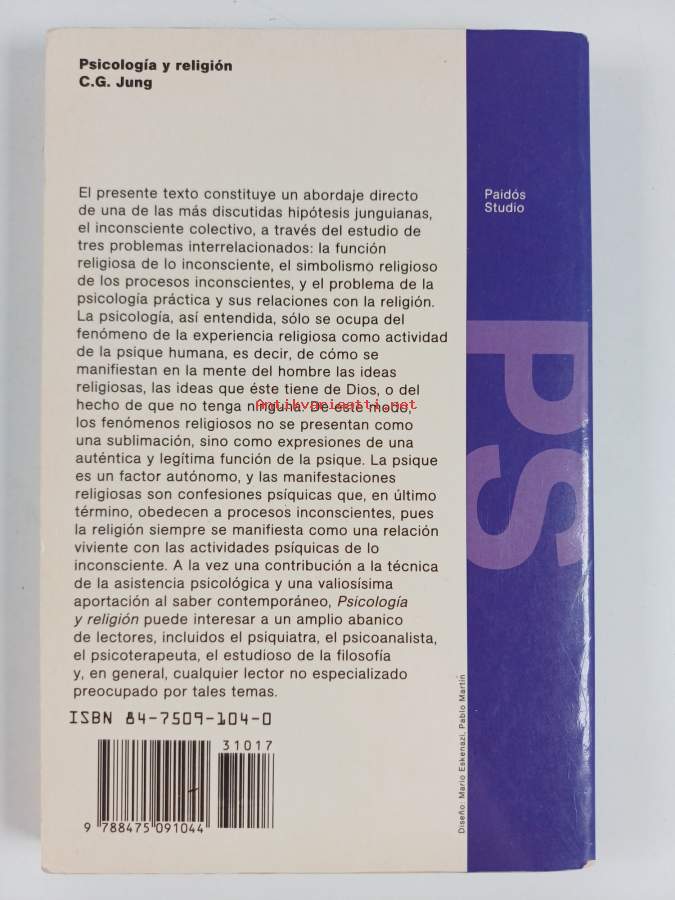 Psicología y religión
C.G. Jung
Paidós
Studio
El presente texto constituye un abordaje directo
de una de las más discutidas hipótesis junguianas,
el inconsciente colectivo, a través del estudio de
tres problemas interrelacionados: la función
religiosa de lo inconsciente, el simbolismo religioso
de los procesos inconscientes, y el problema de la
psicología práctica y sus relaciones con la religión.
La psicología, así entendida, sólo se ocupa del
fenómeno de la experiencia religiosa como actividad
de la psique humana, es decir, de cómo se
manifiestan en la mente del hombre las ideas
religiosas, las ideas que éste tiene de Dios, o del
hecho de que no tenga ninguna. De este modo,
Antikvariaatti.net
los fenómenos religiosos no se presentan como
una sublimación, sino como expresiones de una
auténtica y legítima función de la psique. La psique
es un factor autónomo, y las manifestaciones
religiosas son confesiones psíquicas que, en último
término, obedecen a procesos inconscientes, pues
la religión siempre se manifiesta como una relación
viviente con las actividades psíquicas de lo
inconsciente. A la vez una contribución a la técnica
de la asistencia psicológica y una valiosísima
aportación al saber contemporáneo, Psicología
y religión puede interesar a un amplio abanico
de lectores, incluidos el psiquiatra, el psicoanalista,
el psicoterapeuta, el estudioso de la filosofía
y, en general, cualquier lector no especializado
preocupado por tales temas.
PS
Diseño: Mario Eskenazi, Pablo Martín
ISBN 84-7509-104-0
31017
9 788475 091044